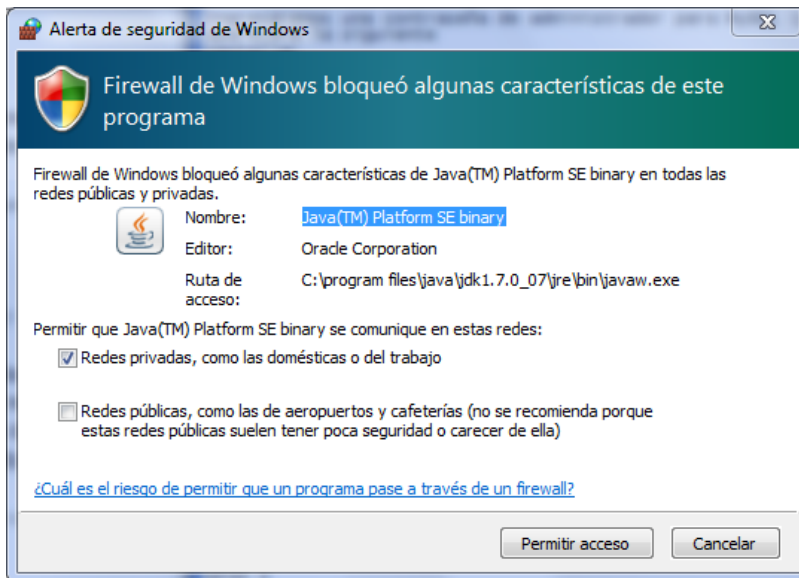 Alerta de seguridad de Windows
Firewall de Windows bloqueó algunas características de este
programa
Firewall de Windows bloqueó algunas características de Java(TM) Platform SE binary en todas las
redes públicas y privadas.
Nombre: Java(TM) Platform SE binary
Editor: Oracle Corporation
Ruta de C:\program files\java\jdk1.7.0_07\jre\bin\javaw.exe
acceso:
Permitir que Java(TM) Platform SE binary se comunique en estas redes:
Redes privadas, como las domésticas o del trabajo
Redes públicas, como las de aeropuertos y cafeterías (no se recomienda porque
estas redes públicas suelen tener poca seguridad o carecer de ella)
¿Cuál es el riesgo de permitir que un programa pase a través de un firewall?
Permitir acceso Cancelar